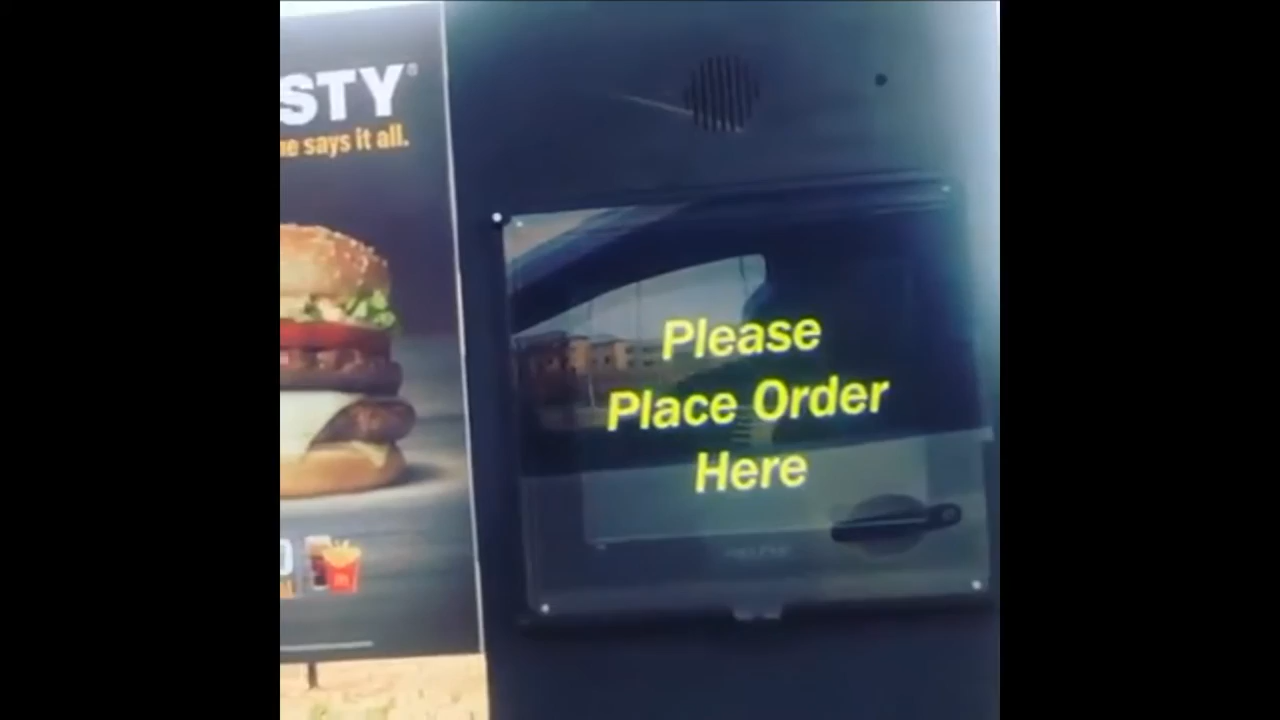 STY®
e says it all.
Please
Place Order
Here